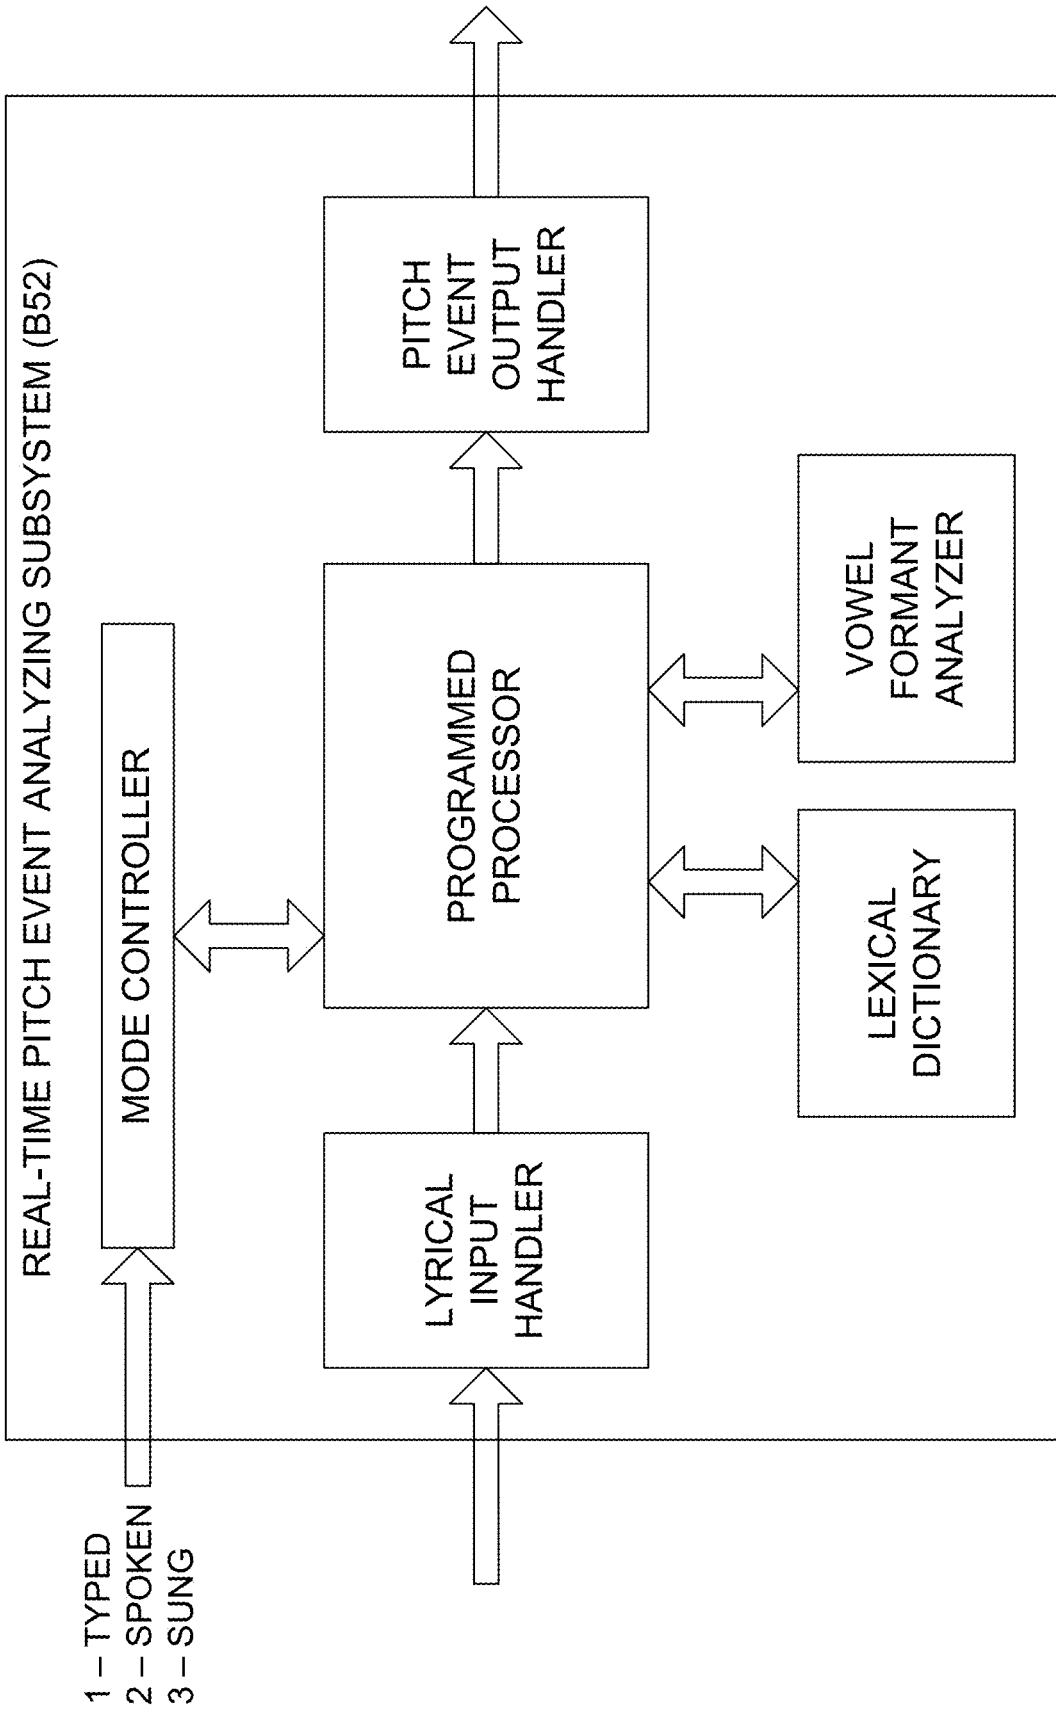 REAL-TIME PITCH EVENT ANALYZING SUBSYSTEM (B52)
1 – TYPED
2 – SPOKEN
3 – SUNG
MODE CONTROLLER
LYRICAL
INPUT
HANDLER
PROGRAMMED
PROCESSOR
PITCH
EVENT
OUTPUT
HANDLER
LEXICAL
DICTIONARY
VOWEL
FORMANT
ANALYZER